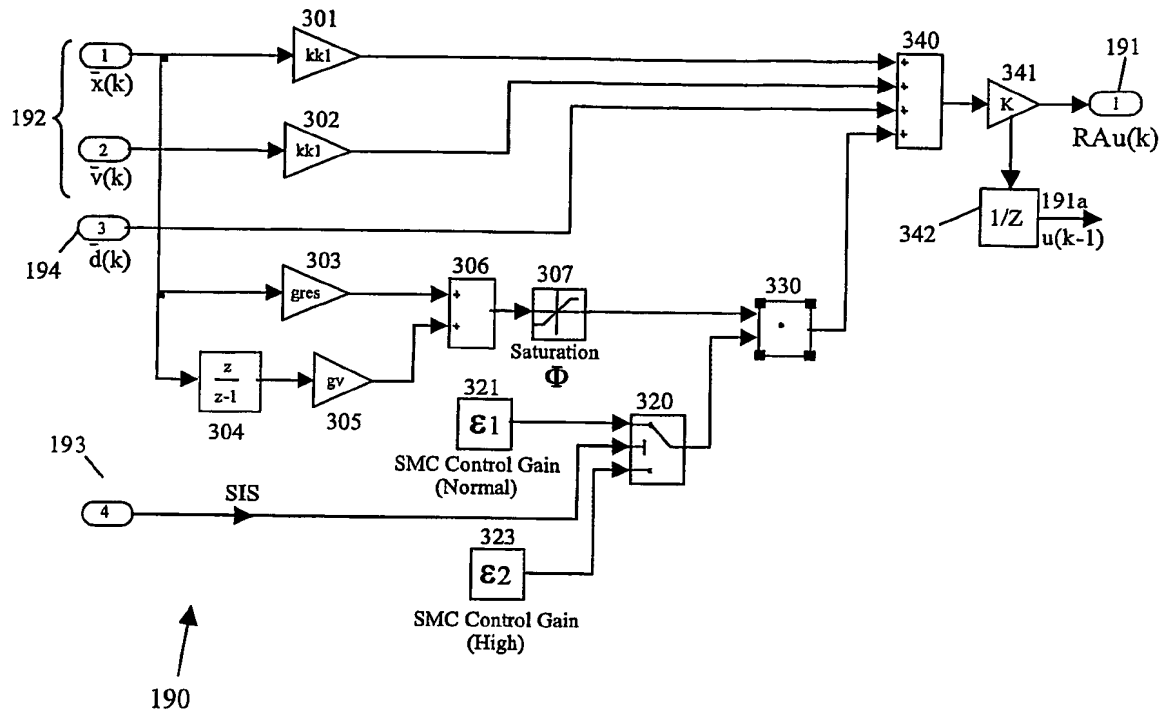 301
1
x̄(k)
kk1
340
341
191
192
302
2
v̄(k)
kk1
+
+
+
+
K
1
RAu(k)
194
3
d̄(k)
342
1/Z
191a
u(k-1)
303
gres
306
+
+
307
Saturation
Φ
330
z
z-1
304
gv
305
321
ε1
SMC Control Gain
(Normal)
320
193
4
SIS
323
ε2
SMC Control Gain
(High)
190